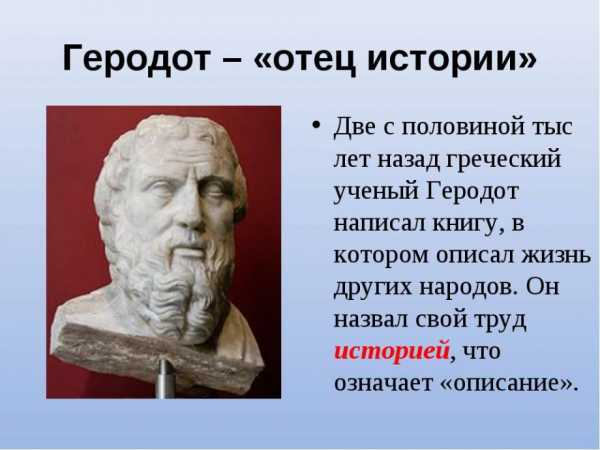 Геродот – «отец истории»
• Две с половиной тыс
лет назад греческий
ученый Геродот
написал книгу, в
котором описал жизнь
других народов. Он
назвал свой труд
историей, что
означает «описание».